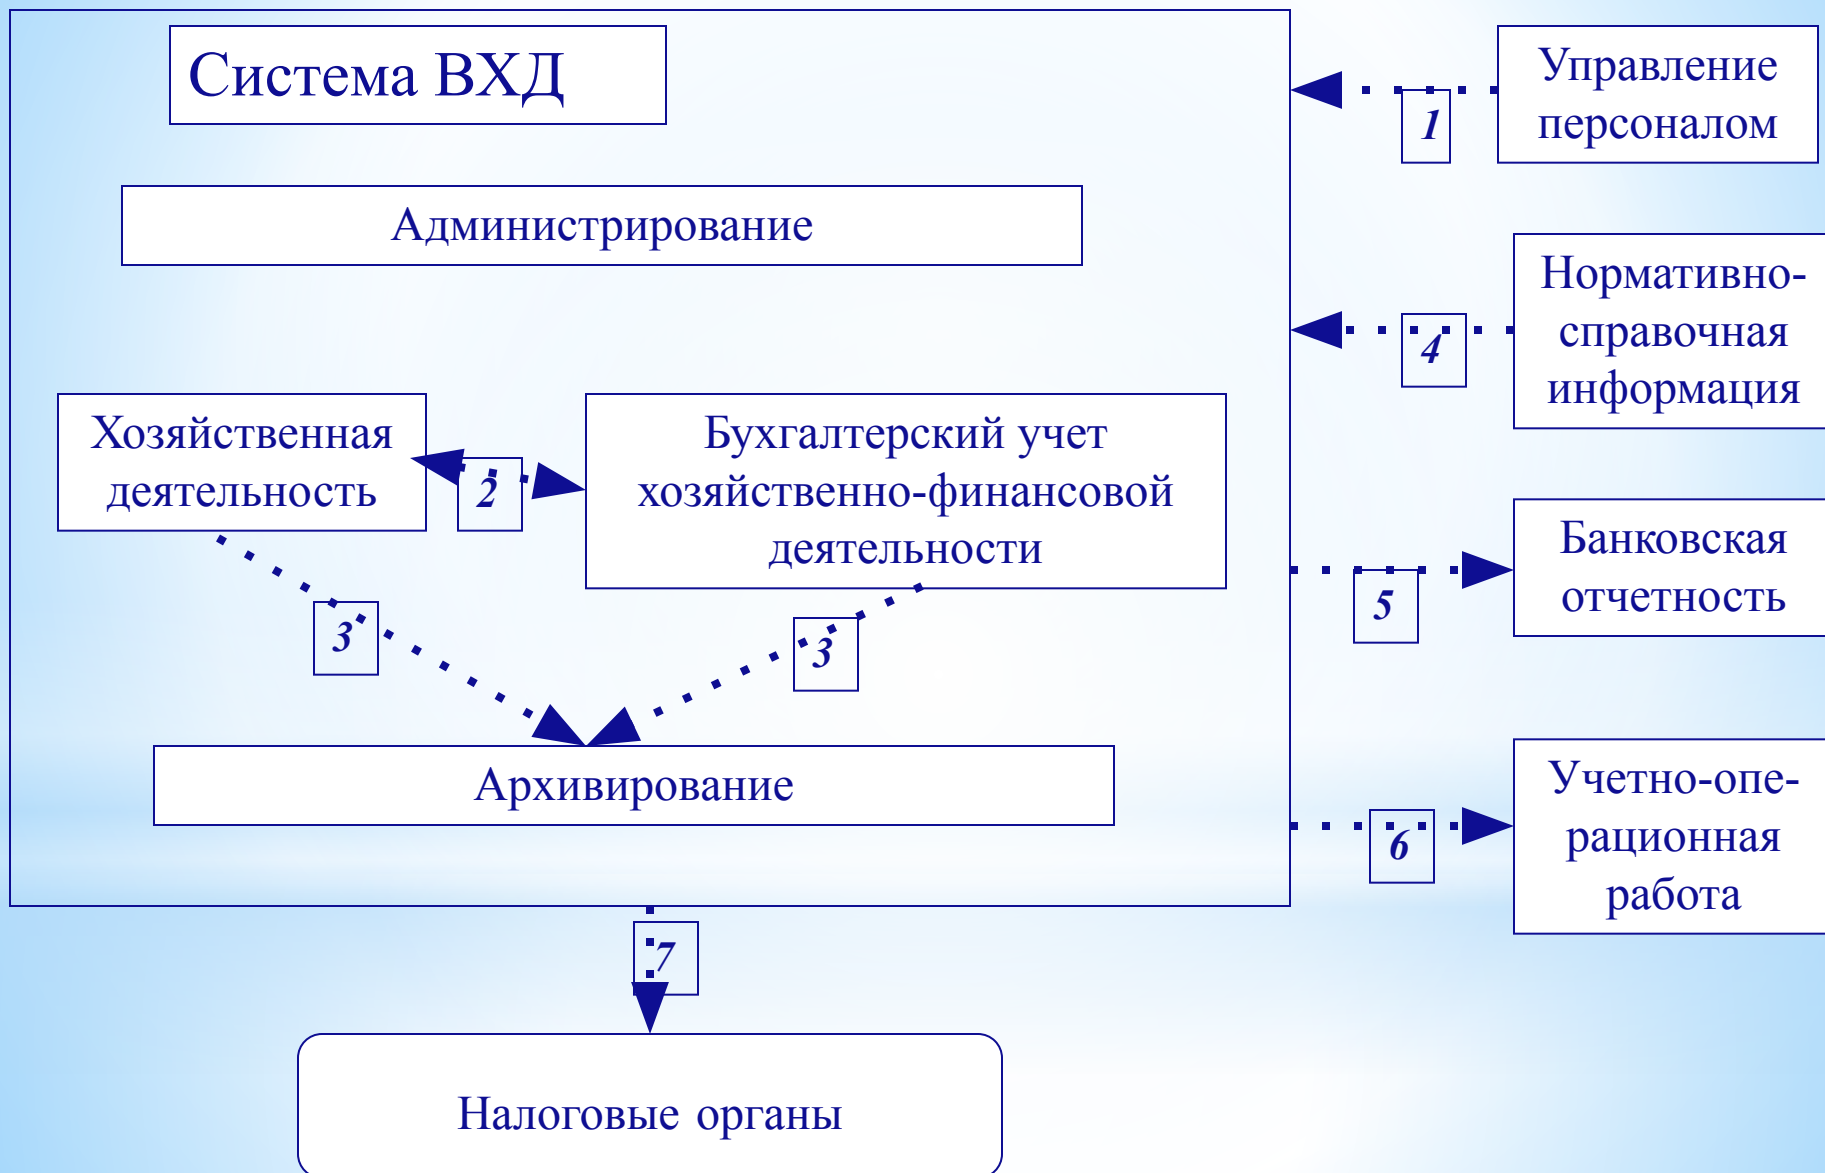 Система ВХД
Управление
персоналом
1
Администрирование
Нормативно-
справочная
информация
4
Хозяйственная
деятельность
2
Бухгалтерский учет
хозяйственно-финансовой
деятельности
Банковская
отчетность
5
3
3
Архивирование
Учетно-опе-
рационная
работа
6
7
Налоговые органы